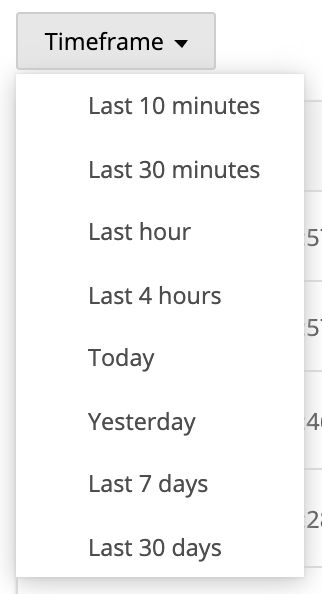 Timeframe
Last 10 minutes
Last 30 minutes
Last hour
Last 4 hours
Today
Yesterday
Last 7 days
Last 30 days